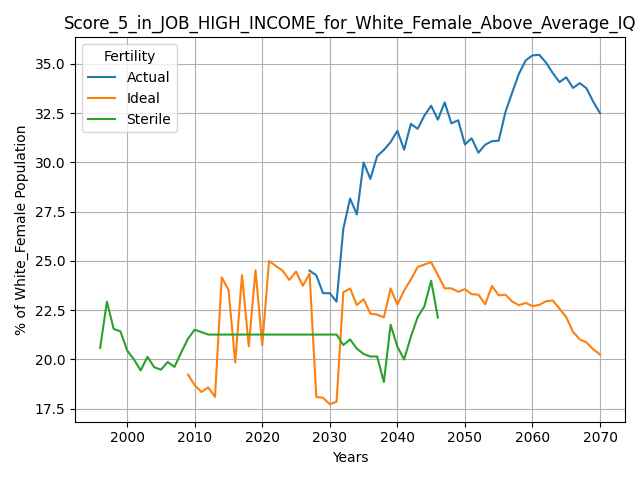 Score_5_in_JOB_HIGH_INCOME_for_White_Female_Above_Average_IQ
Fertility
Actual
Ideal
Sterile
% of White_Female Population
35.0
32.5
30.0
27.5
25.0
22.5
20.0
17.5
2000 2010 2020 2030 2040 2050 2060 2070
Years